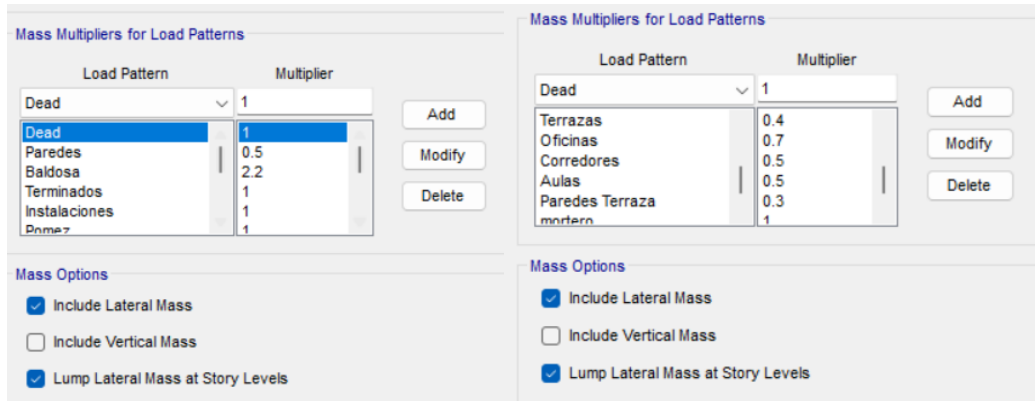 Mass Multipliers for Load Patterns
Load Pattern Multiplier
Dead 1
Add
Dead 1
Paredes 0.5
Modify
Baldosa 2.2
Terminados 1
Delete
Instalaciones 1
Pomez 1
Mass Options
Include Lateral Mass
Include Vertical Mass
Lump Lateral Mass at Story Levels
Mass Multipliers for Load Patterns
Load Pattern Multiplier
Dead 1
Add
Terrazas 0.4
Oficinas 0.7
Modify
Corredores 0.5
Aulas 0.5
Delete
Paredes Terraza 0.3
mortero 1
Mass Options
Include Lateral Mass
Include Vertical Mass
Lump Lateral Mass at Story Levels